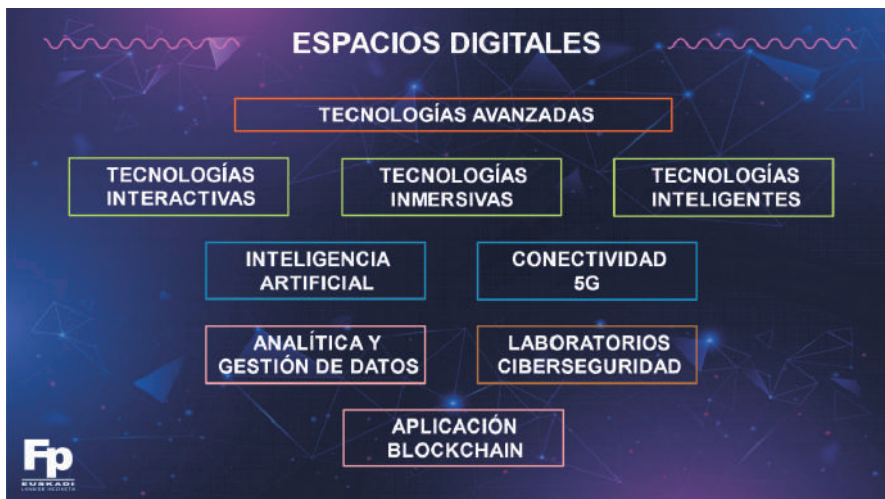 ESPACIOS DIGITALES
TECNOLOGÍAS AVANZADAS
TECNOLOGÍAS
INTERACTIVAS
TECNOLOGÍAS
INMERSIVAS
TECNOLOGÍAS
INTELIGENTES
INTELIGENCIA
ARTIFICIAL
CONECTIVIDAD
5G
ANALÍTICA Y
GESTIÓN DE DATOS
LABORATORIOS
CIBERSEGURIDAD
APLICACIÓN
BLOCKCHAIN
Fp
EUSKADI